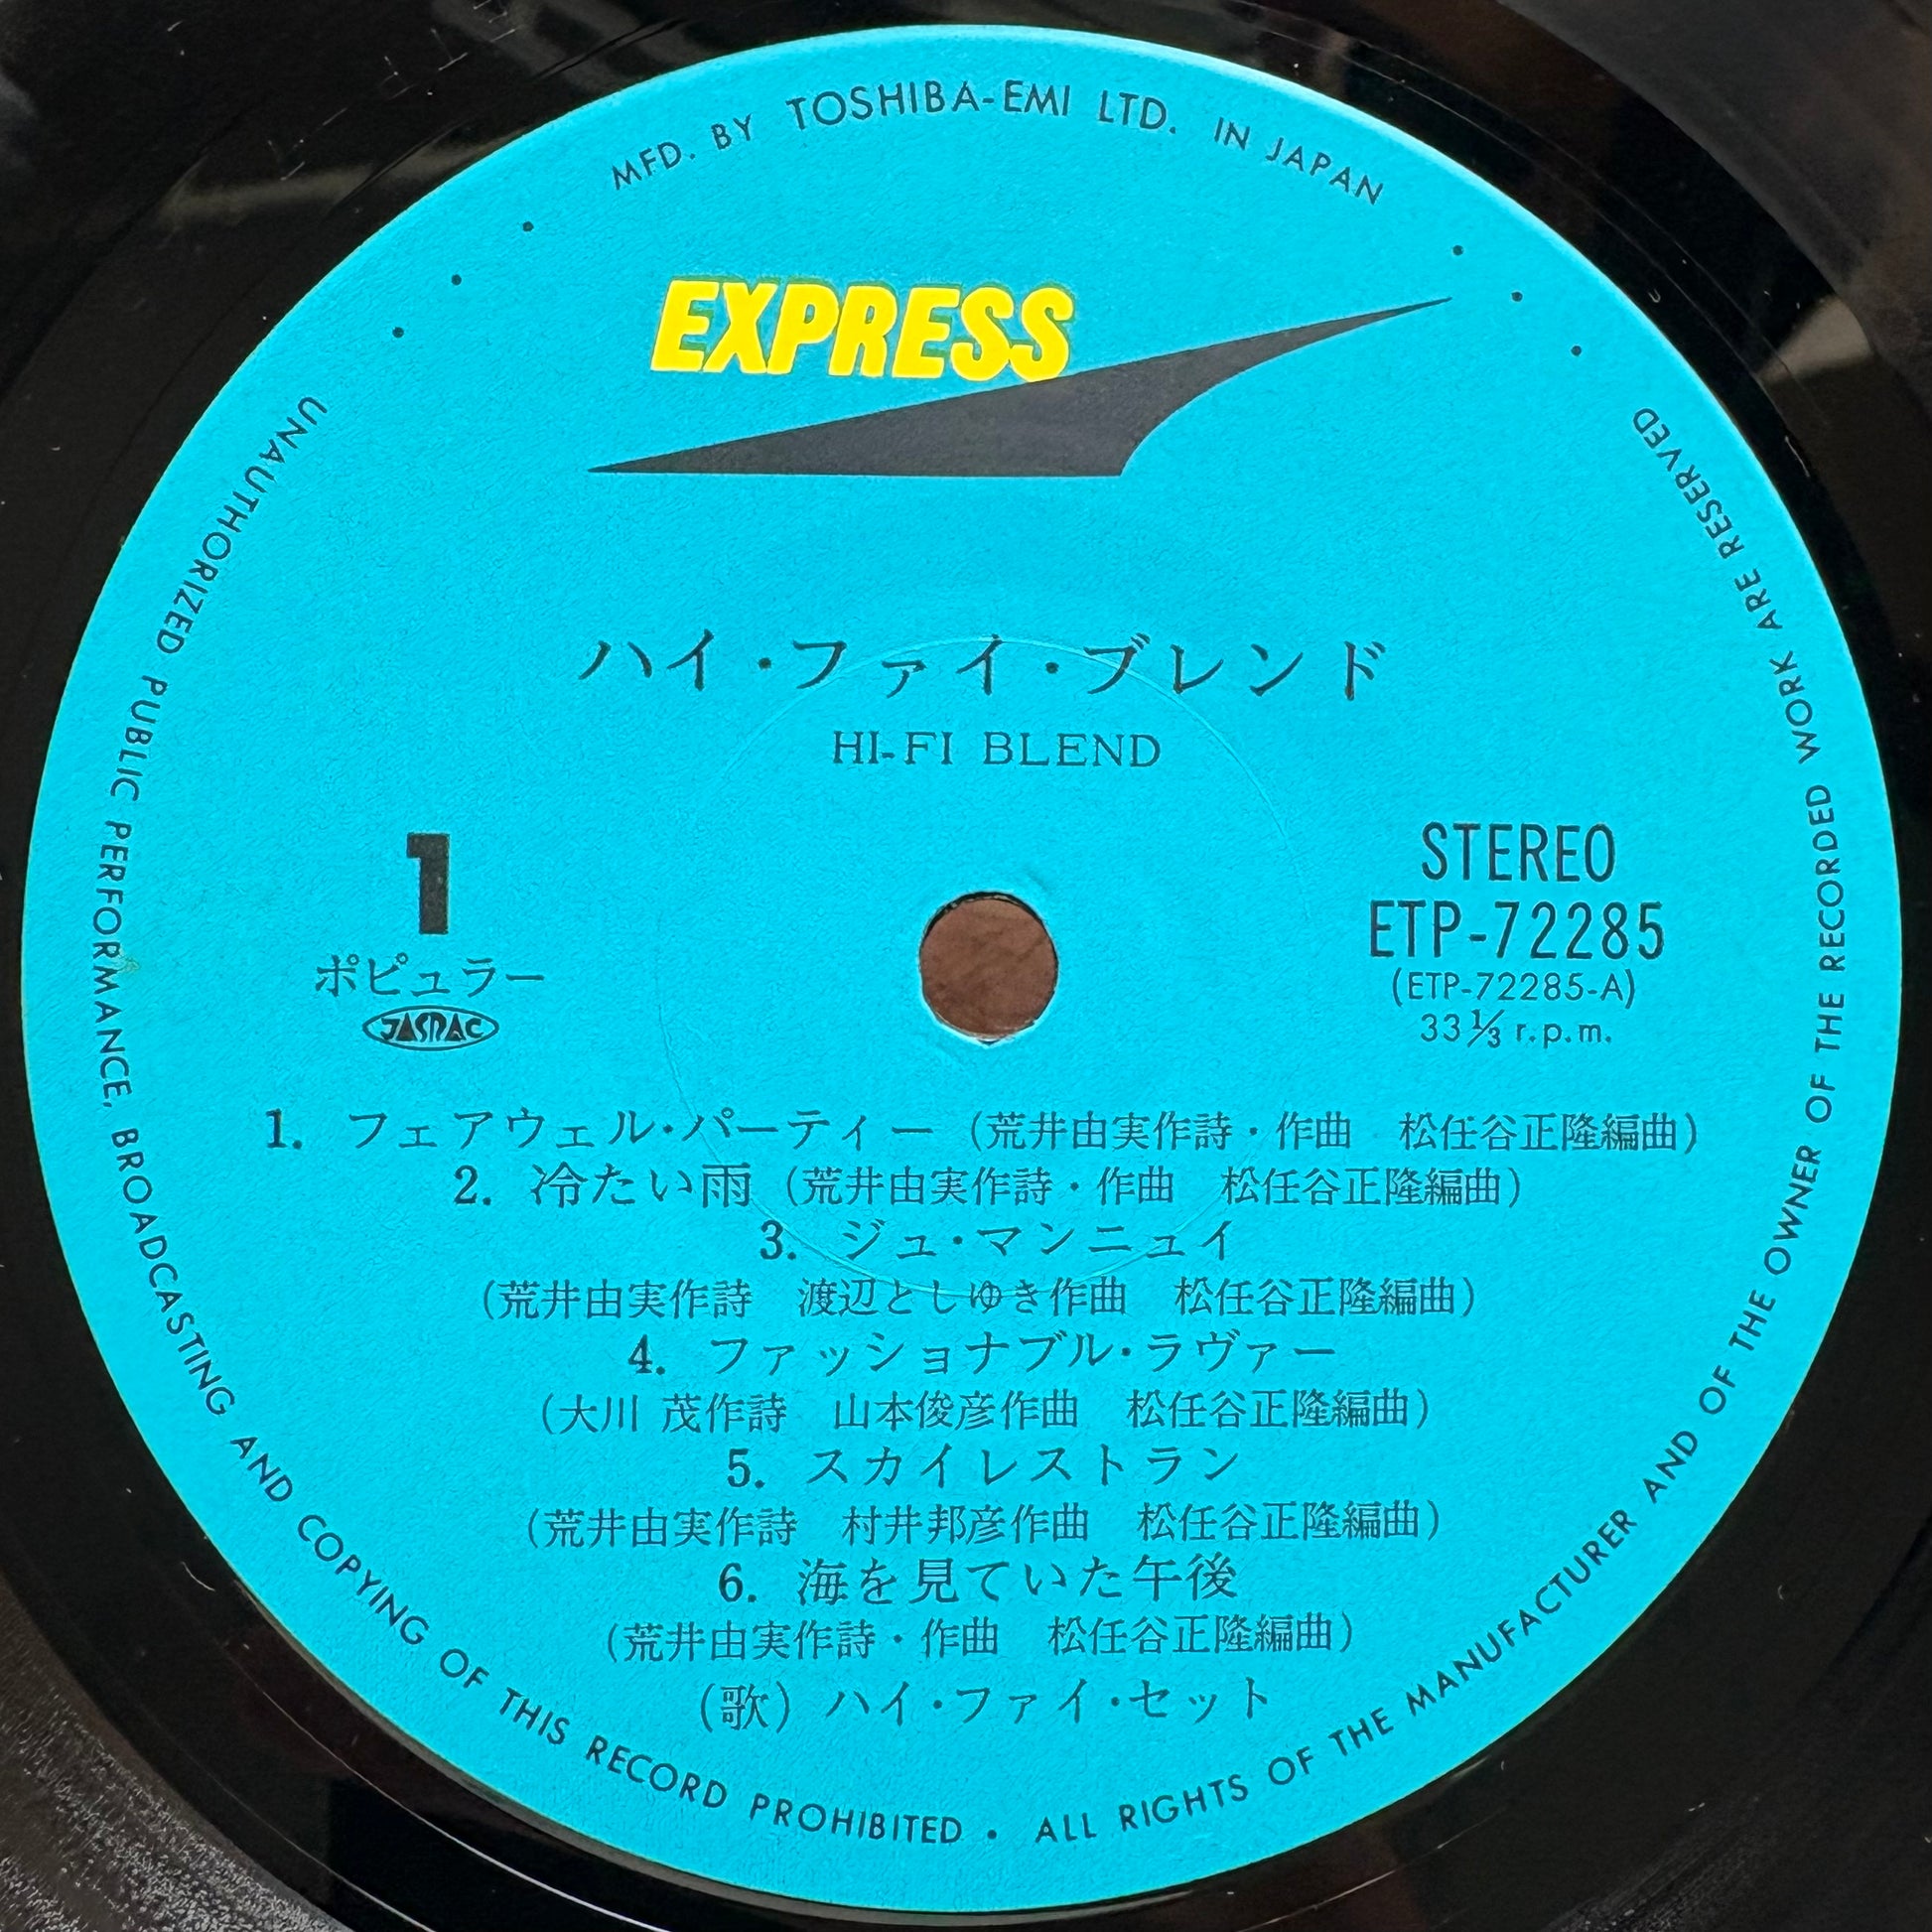 MFD. BY TOSHIBA-EMI LTD. IN JAPAN
EXPRESS
ハイ・ファイ・ブレンド
HI-FI BLEND
1
ポピュラー
JASRAC
STEREO
ETP-72285
(ETP-72285-A)
33⅓ r.p.m.
1. フェアウェル・パーティー (荒井由実作詩・作曲 松任谷正隆編曲)
2. 冷たい雨 (荒井由実作詩・作曲 松任谷正隆編曲)
3. ジュ・マンニュイ
(荒井由実作詩 渡辺としゆき作曲 松任谷正隆編曲)
4. ファッショナブル・ラヴァー
(大川 茂作詩 山本俊彦作曲 松任谷正隆編曲)
5. スカイレストラン
(荒井由実作詩 村井邦彦作曲 松任谷正隆編曲)
6. 海を見ていた午後
(荒井由実作詩・作曲 松任谷正隆編曲)
(歌) ハイ・ファイ・セット
UNAUTHORIZED PUBLIC PERFORMANCE, BROADCASTING AND COPYING OF THIS RECORD PROHIBITED • ALL RIGHTS OF THE MANUFACTURER AND OF THE OWNER OF THE RECORDED WORK ARE RESERVED